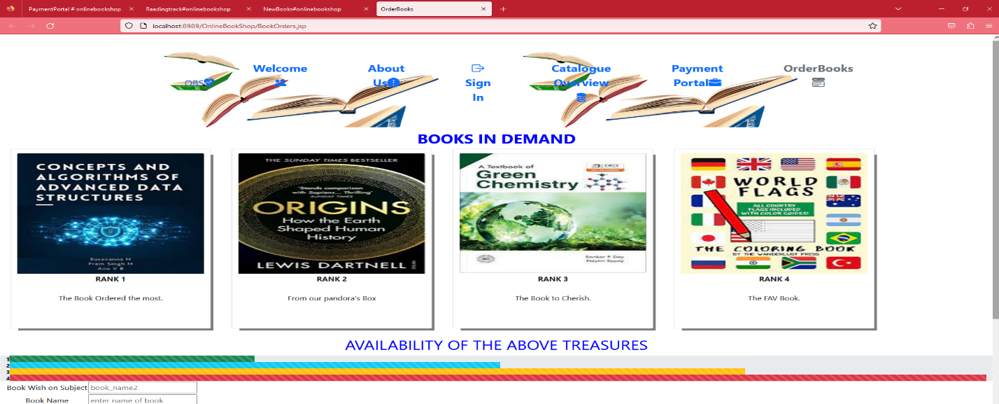 PaymentPortal # onlinebookshop
Readingtrack#onlinebookshop
NewBooks#onlinebookshop
OrderBooks
localhost:8989/OnlineBookShop/BookOrders.jsp
OBS
Welcome
About
Us
Sign
In
Catalogue
Overview
Payment
Portal
OrderBooks
BOOKS IN DEMAND
CONCEPTS AND
ALGORITHMS OF
ADVANCED DATA
STRUCTURES
Basavanna M
Prem Singh M
Anu V B
RANK 1
The Book Ordered the most.
THE SUNDAY TIMES BESTSELLER
'Stands comparison
with Sapiens... Thrilling'
SUNDAY TIMES
ORIGINS
How the Earth
Shaped Human
History
LEWIS DARTNELL
RANK 2
From our pandora's Box
A Textbook of
Green
Chemistry
CBCS
Sankar P. Dey
Nayim Sepay
RANK 3
The Book to Cherish.
WORLD
FLAGS
ALL COUNTRY
FLAGS INCLUDED
WITH COLOR GUIDES!
THE COLORING BOOK
BY THE WANDERLUST PRESS
RANK 4
The FAV Book.
AVAILABILITY OF THE ABOVE TREASURES
1
2
3
4
Book Wish on Subject book_name2
Book Name enter name of book